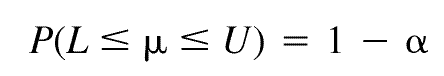 P(L ≤ μ ≤ U) = 1 − α